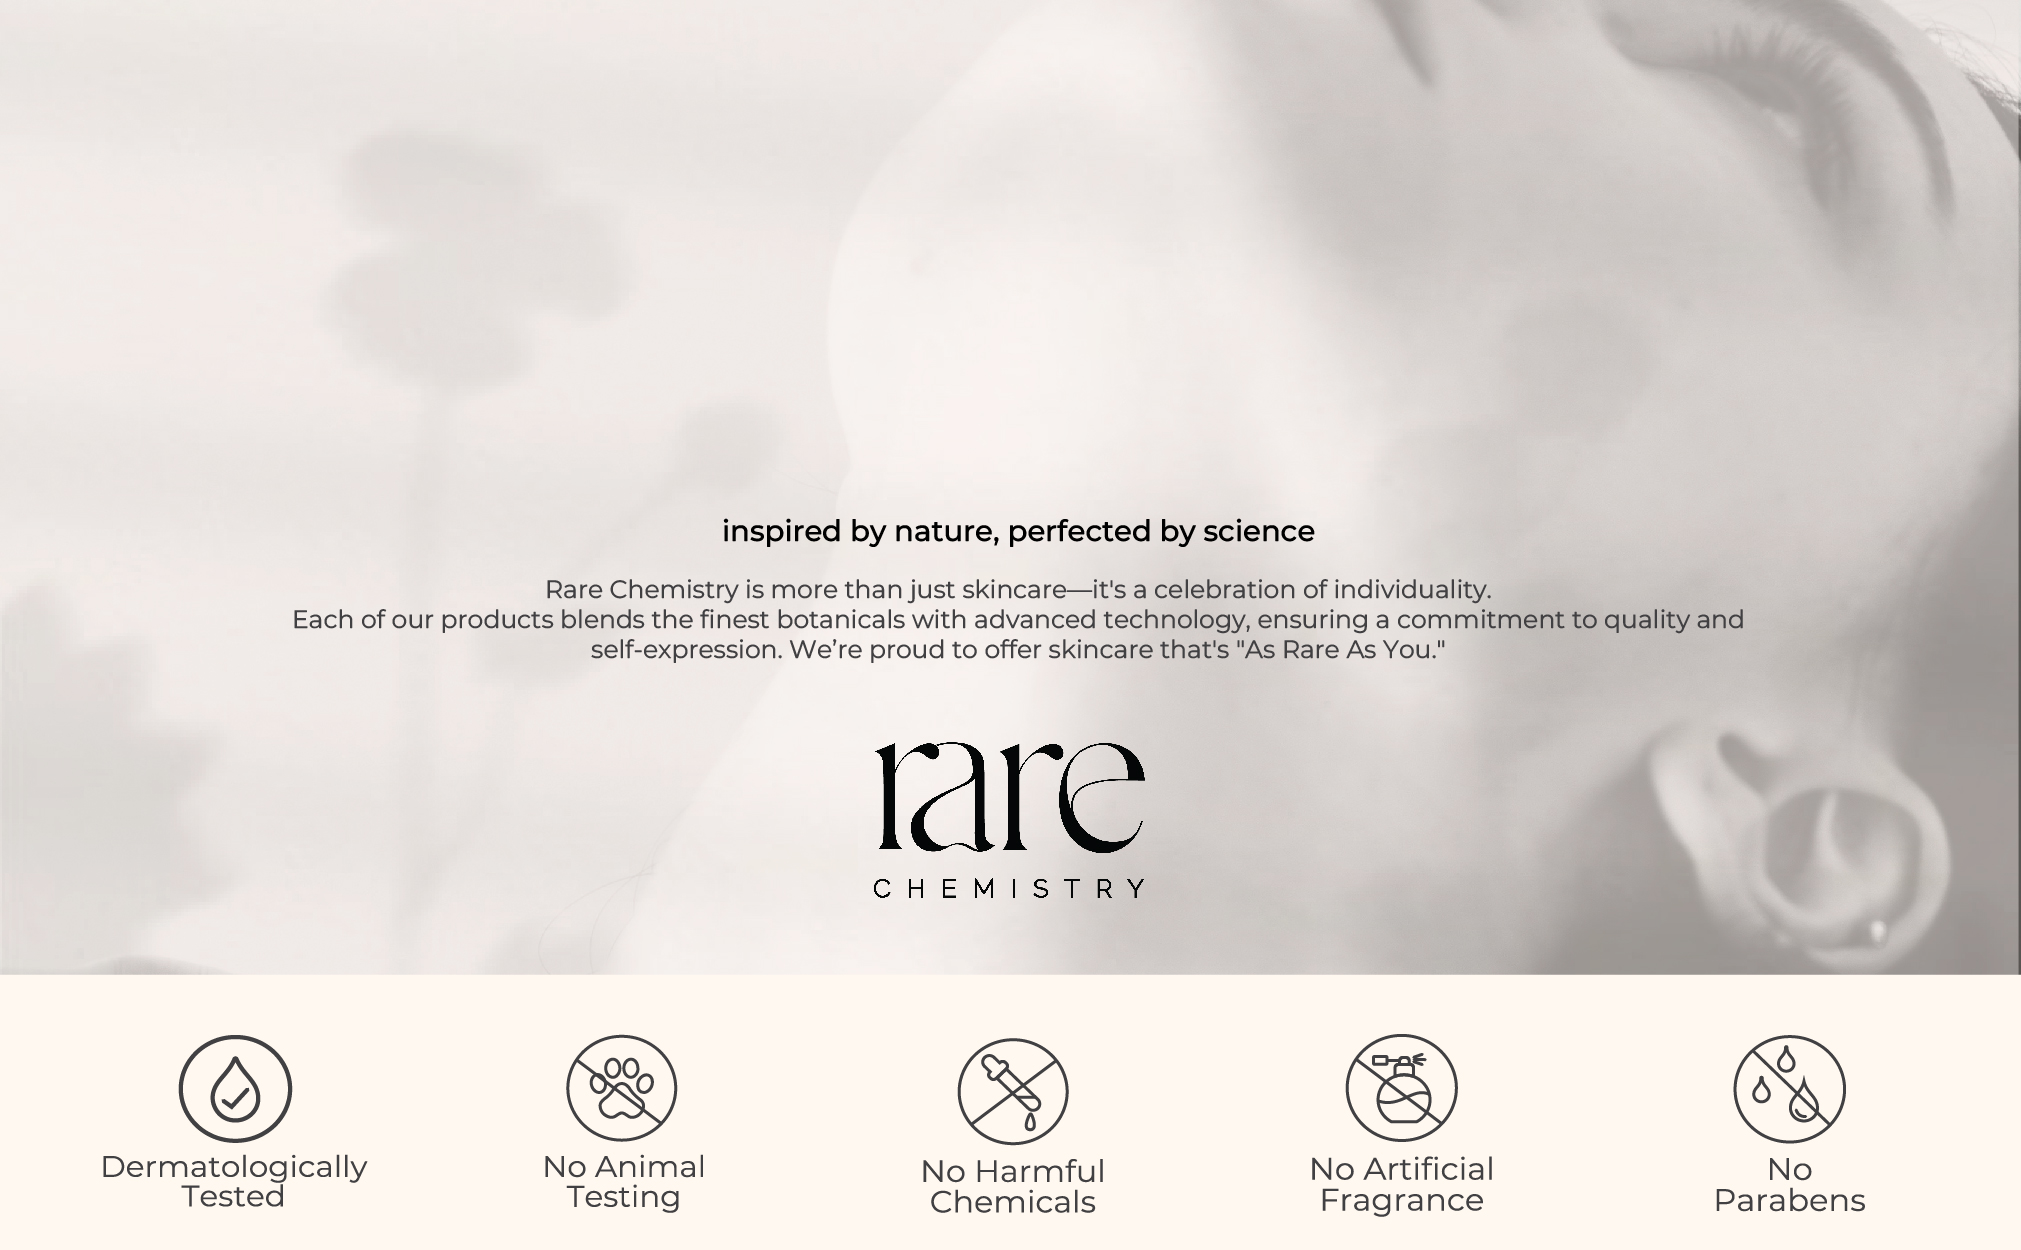 inspired by nature, perfected by science
Rare Chemistry is more than just skincare—it's a celebration of individuality.
Each of our products blends the finest botanicals with advanced technology, ensuring a commitment to quality and
self-expression. We’re proud to offer skincare that's "As Rare As You."
rare
CHEMISTRY
Dermatologically
Tested
No Animal
Testing
No Harmful
Chemicals
No Artificial
Fragrance
No
Parabens